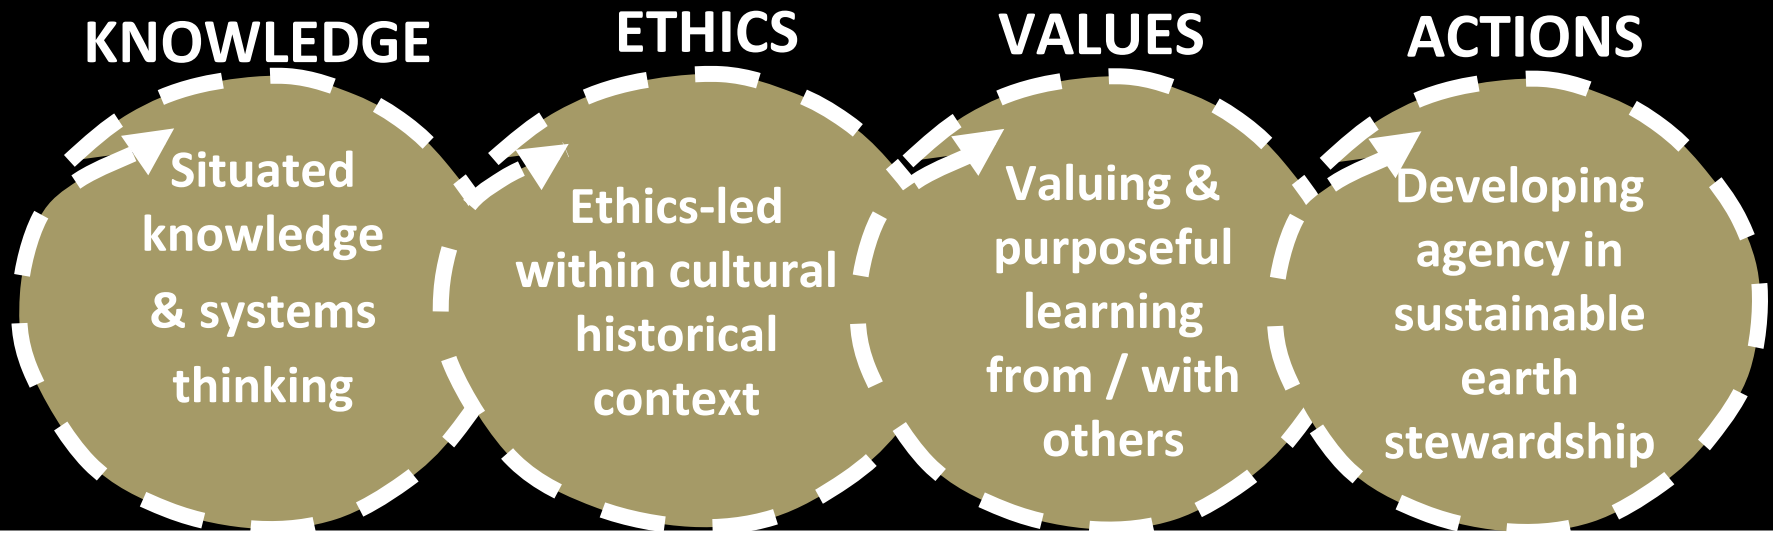 KNOWLEDGE
Situated
knowledge
& systems
thinking
ETHICS
Ethics-led
within cultural
historical
context
VALUES
Valuing &
purposeful
learning
from / with
others
ACTIONS
Developing
agency in
sustainable
earth
stewardship